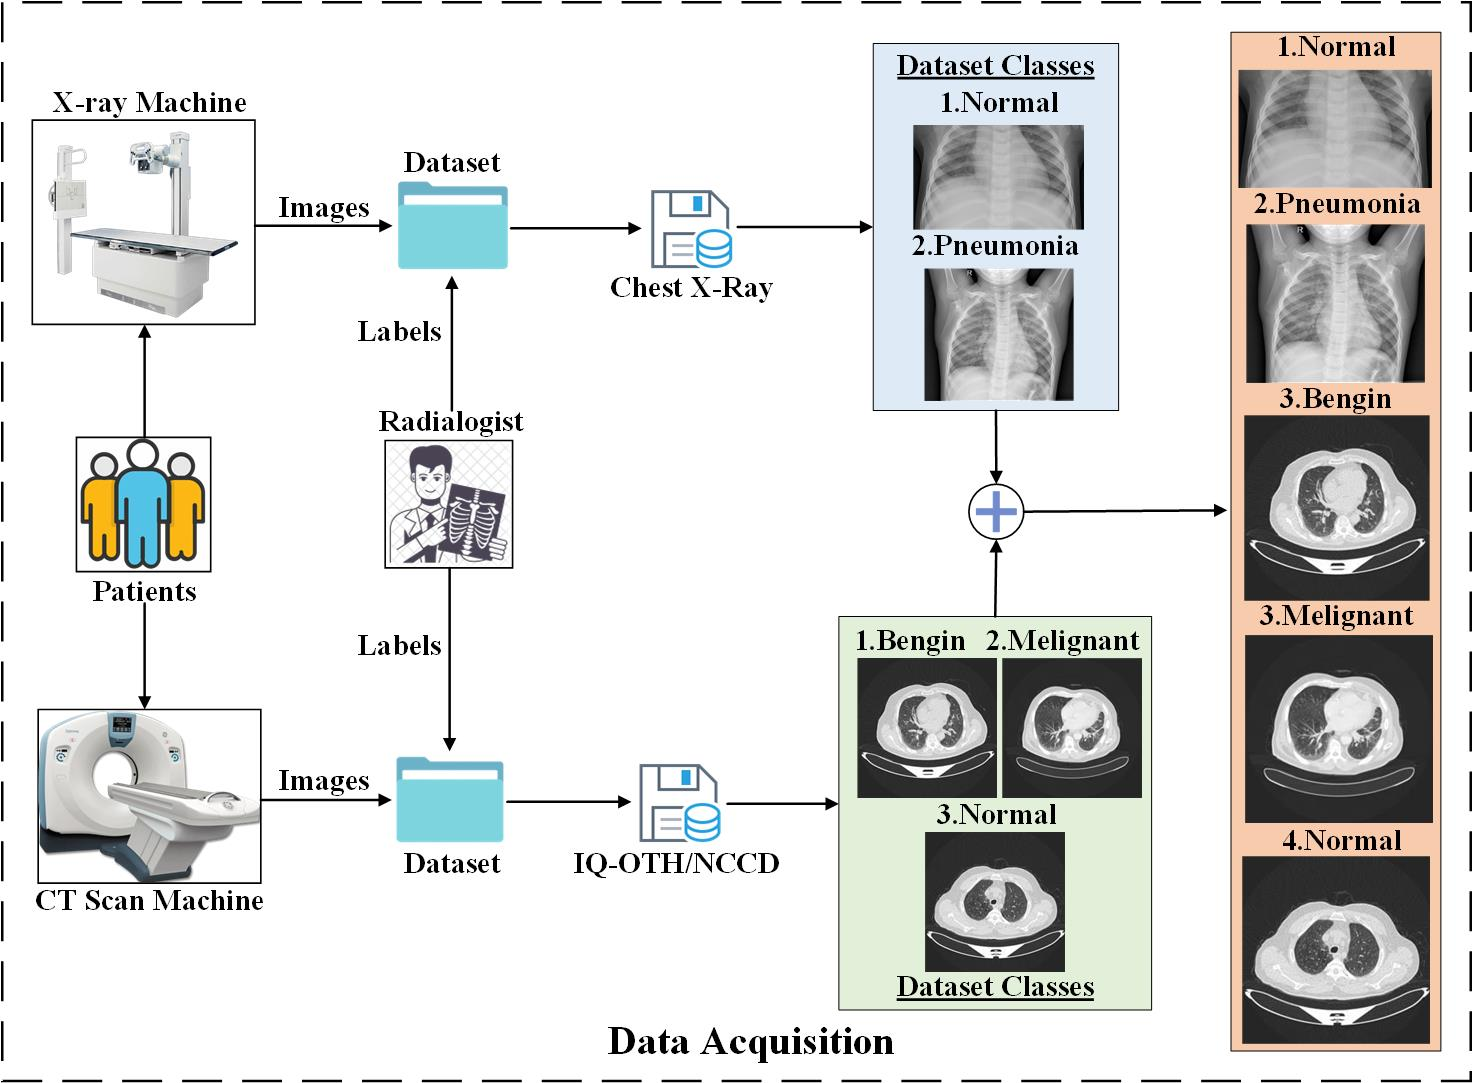 X-ray Machine
Images
Dataset
Chest X-Ray
Labels
Dataset Classes
1.Normal
2.Pneumonia
R
Patients
Radialogist
Labels
CT Scan Machine
Images
Dataset
IQ-OTH/NCCD
1.Bengin 2.Melignant
3.Normal
Dataset Classes
1.Normal
2.Pneumonia
R
3.Bengin
3.Melignant
4.Normal
Data Acquisition